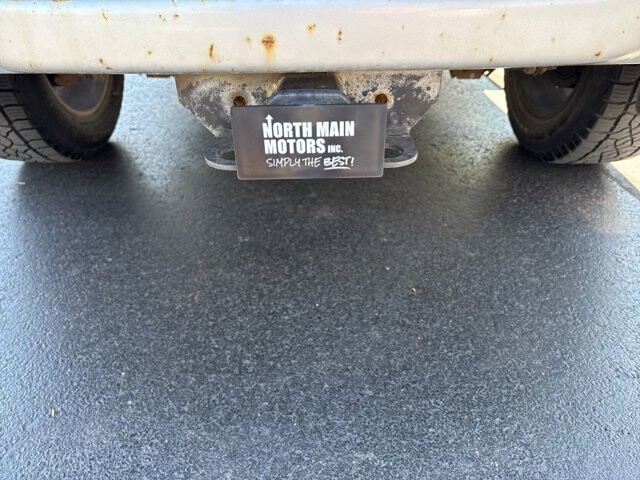 NORTH MAIN
MOTORS INC.
SIMPLY THE BEST!